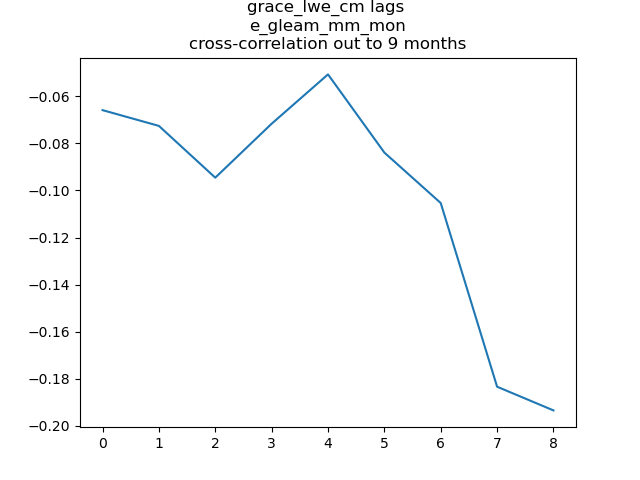 grace_lwe_cm lags
e_gleam_mm_mon
cross-correlation out to 9 months
−0.06
−0.08
−0.10
−0.12
−0.14
−0.16
−0.18
−0.20
0 1 2 3 4 5 6 7 8